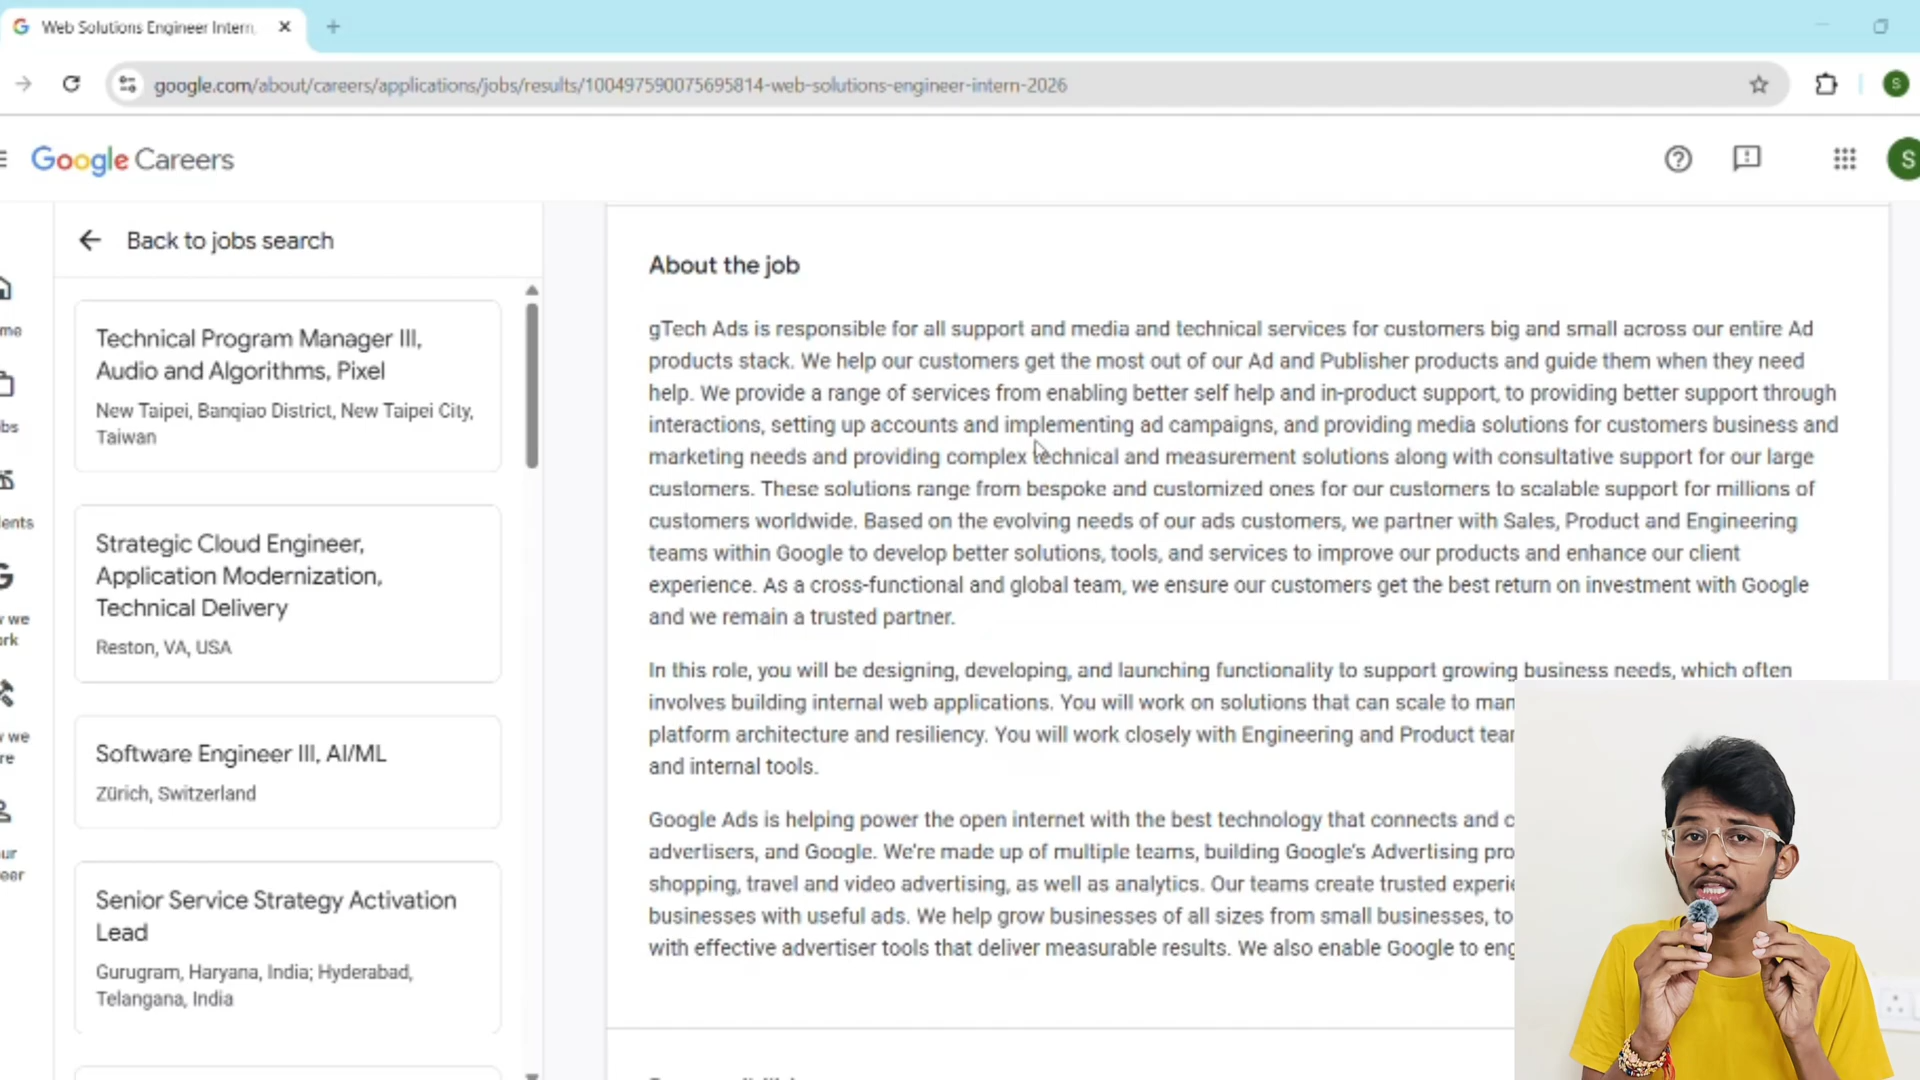 Web Solutions Engineer Intern,
google.com/about/careers/applications/jobs/results/100497590075695814-web-solutions-engineer-intern-2026
S
Google Careers
S
Back to jobs search
Technical Program Manager III,
Audio and Algorithms, Pixel
New Taipei, Banqiao District, New Taipei City,
Taiwan
Strategic Cloud Engineer,
Application Modernization,
Technical Delivery
Reston, VA, USA
Software Engineer III, AI/ML
Zürich, Switzerland
Senior Service Strategy Activation
Lead
Gurugram, Haryana, India; Hyderabad,
Telangana, India
About the job
gTech Ads is responsible for all support and media and technical services for customers big and small across our entire Ad
products stack. We help our customers get the most out of our Ad and Publisher products and guide them when they need
help. We provide a range of services from enabling better self help and in-product support, to providing better support through
interactions, setting up accounts and implementing ad campaigns, and providing media solutions for customers business and
marketing needs and providing complex technical and measurement solutions along with consultative support for our large
customers. These solutions range from bespoke and customized ones for our customers to scalable support for millions of
customers worldwide. Based on the evolving needs of our ads customers, we partner with Sales, Product and Engineering
teams within Google to develop better solutions, tools, and services to improve our products and enhance our client
experience. As a cross-functional and global team, we ensure our customers get the best return on investment with Google
and we remain a trusted partner.
In this role, you will be designing, developing, and launching functionality to support growing business needs, which often
involves building internal web applications. You will work on solutions that can scale to man
platform architecture and resiliency. You will work closely with Engineering and Product tear
and internal tools.
Google Ads is helping power the open internet with the best technology that connects and c
advertisers, and Google. We're made up of multiple teams, building Google's Advertising pro
shopping, travel and video advertising, as well as analytics. Our teams create trusted experie
businesses with useful ads. We help grow businesses of all sizes from small businesses, to
with effective advertiser tools that deliver measurable results. We also enable Google to eng